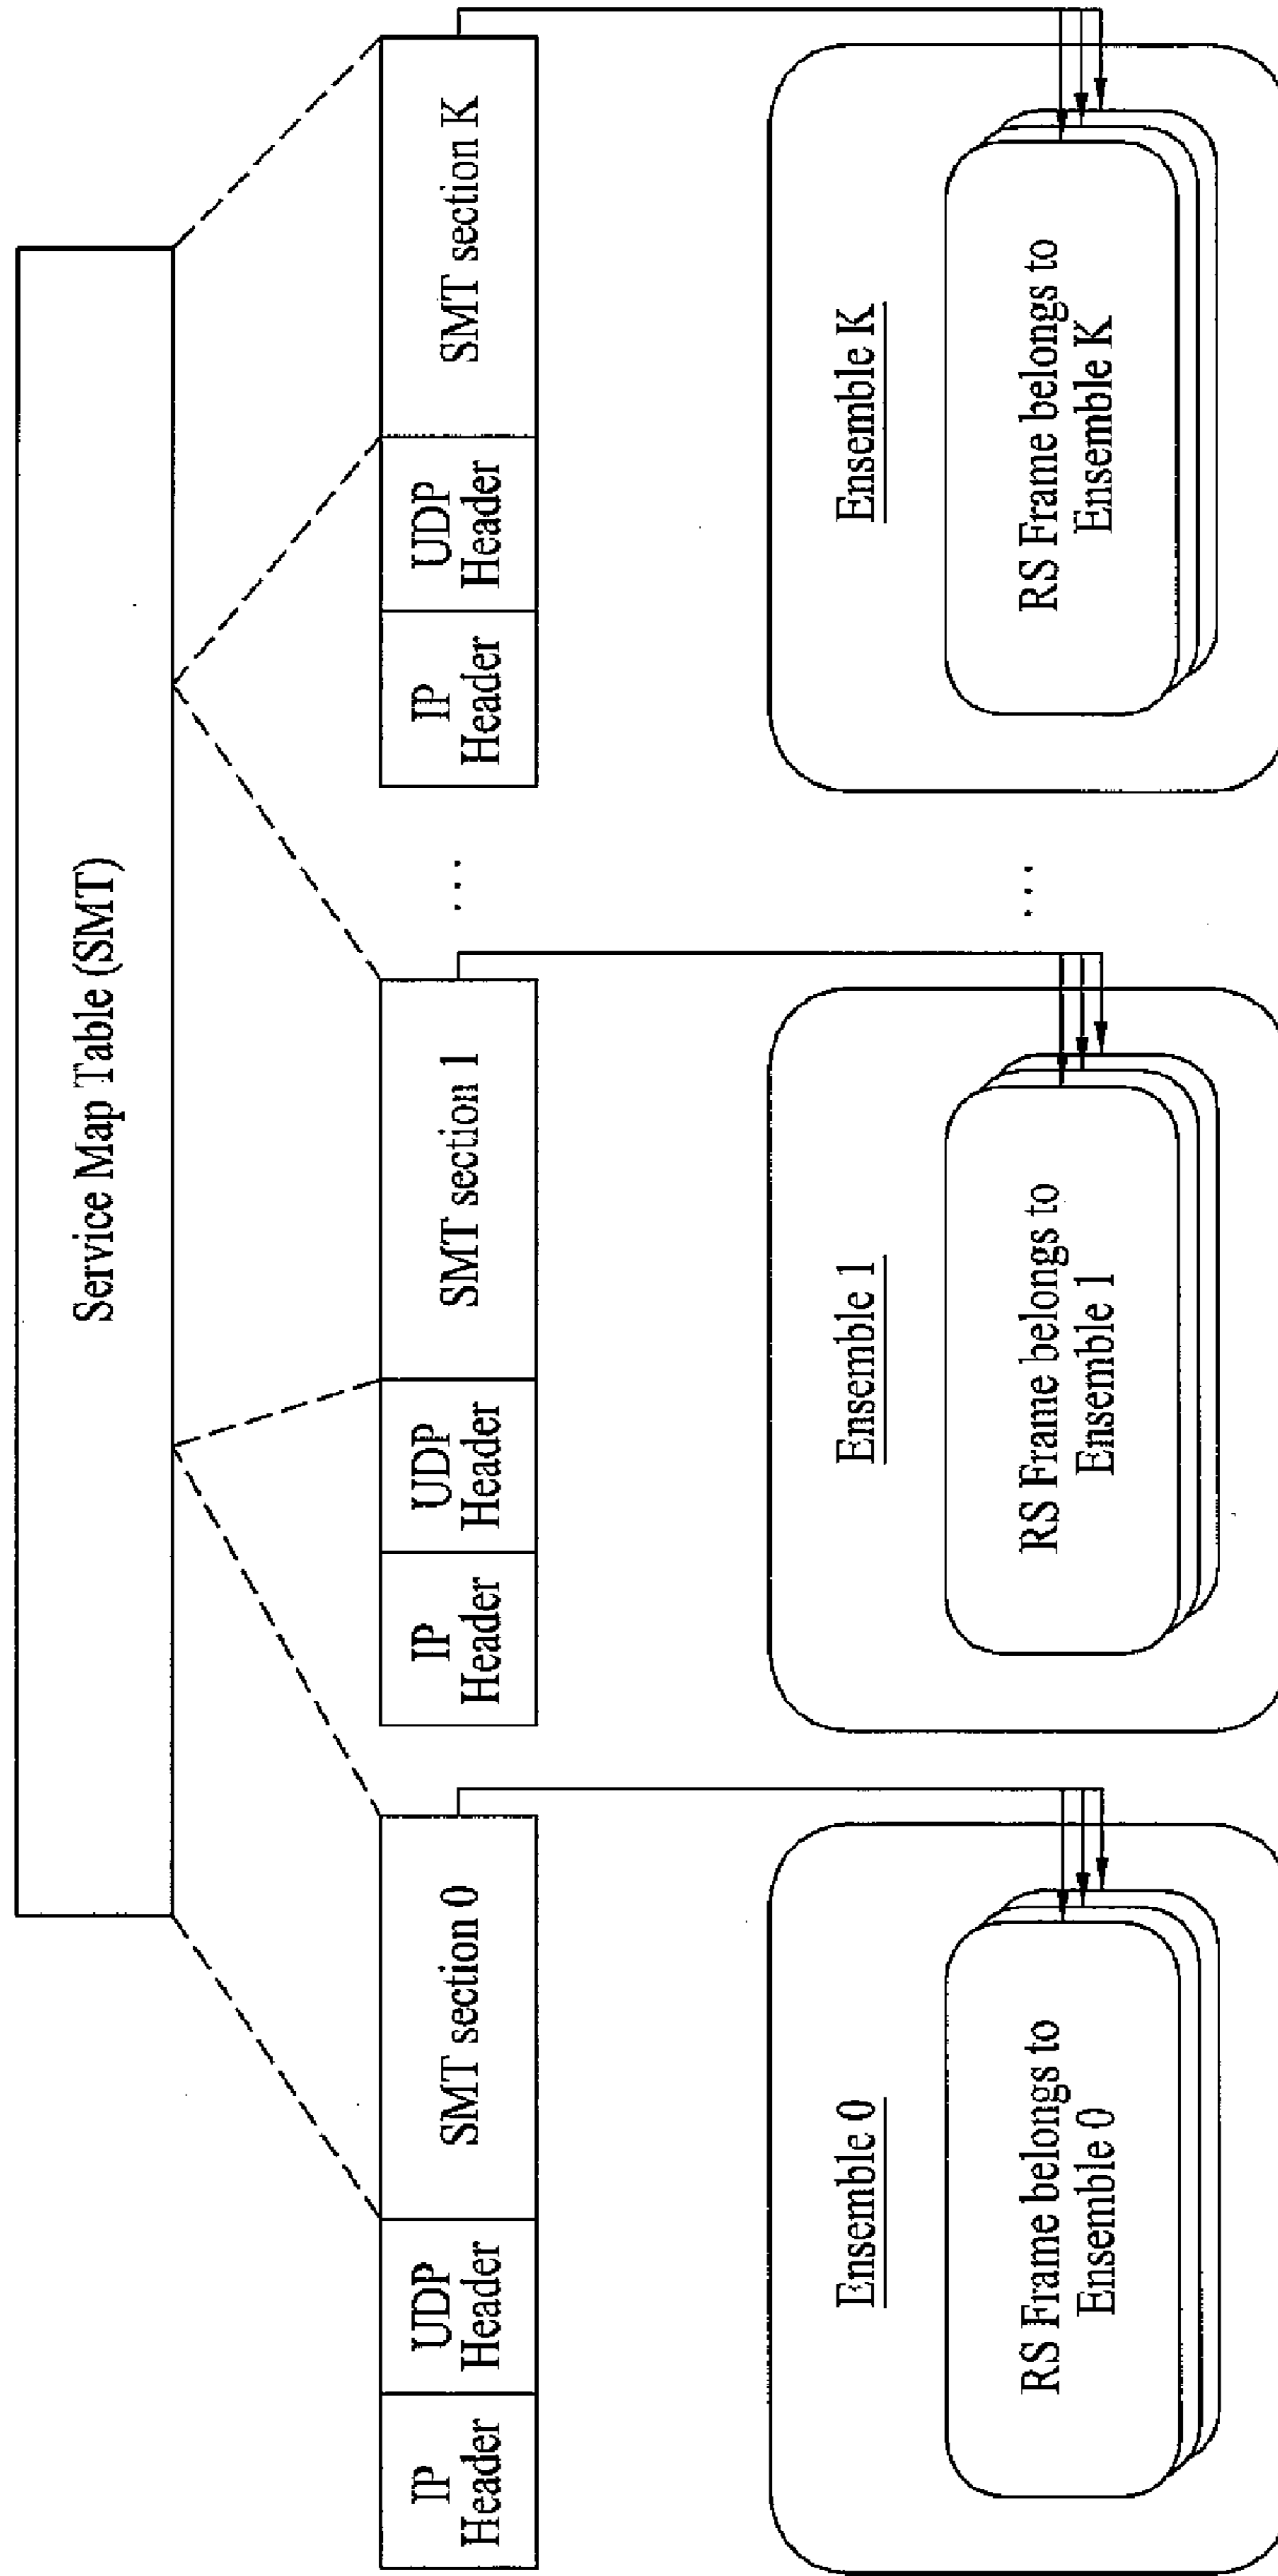 Service Map Table (SMT)
IP
Header
UDP
Header
SMT section 0
IP
Header
UDP
Header
SMT section 1
...
IP
Header
UDP
Header
SMT section K
Ensemble 0
RS Frame belongs to
Ensemble 0
Ensemble 1
RS Frame belongs to
Ensemble 1
...
Ensemble K
RS Frame belongs to
Ensemble K